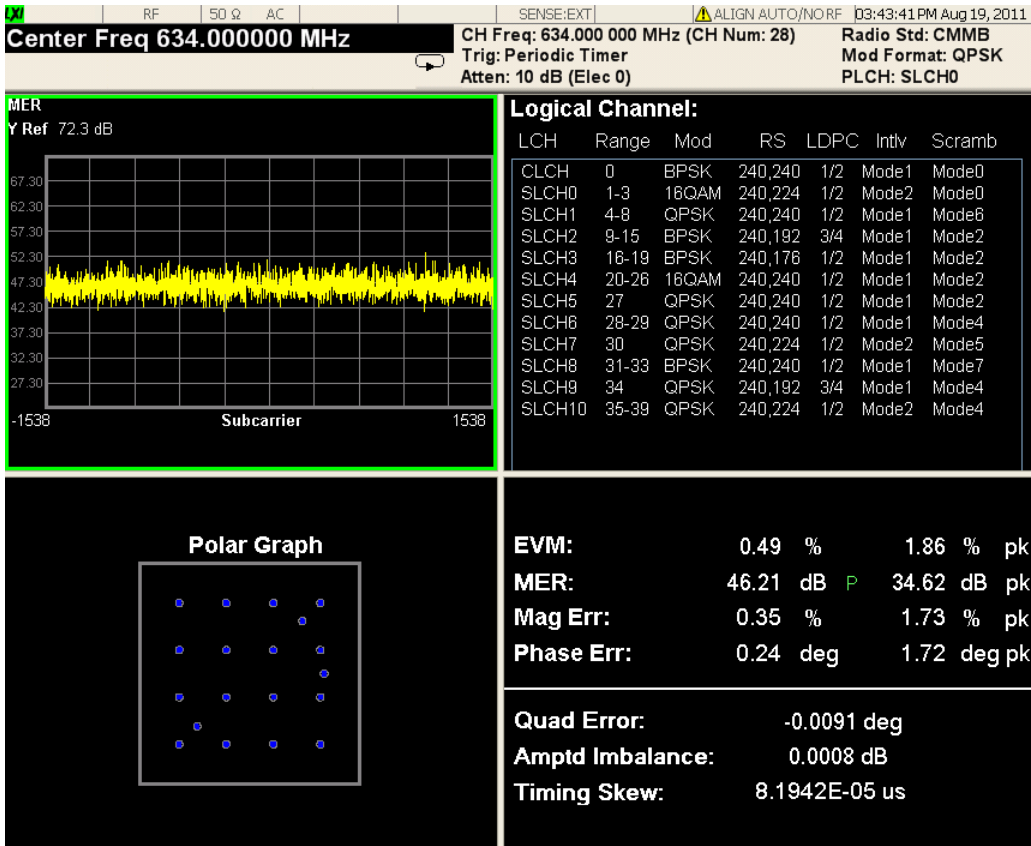 LXI RF 50 Ω AC SENSE:EXT ALIGN AUTO/NO RF 03:43:41 PM Aug 19, 2011
Center Freq 634.000000 MHz
CH Freq: 634.000 000 MHz (CH Num: 28) Radio Std: CMMB
Trig: Periodic Timer Mod Format: QPSK
Atten: 10 dB (Elec 0) PLCH: SLCH0
MER
Y Ref 72.3 dB
67.30
62.30
57.30
52.30
47.30
42.30
37.30
32.30
27.30
-1538 Subcarrier 1538
Logical Channel:
LCH Range Mod RS LDPC Intlv Scramb
CLCH 0 BPSK 240,240 1/2 Mode1 Mode0
SLCH0 1-3 16QAM 240,224 1/2 Mode2 Mode0
SLCH1 4-8 QPSK 240,240 1/2 Mode1 Mode6
SLCH2 9-15 BPSK 240,192 3/4 Mode1 Mode2
SLCH3 16-19 BPSK 240,176 1/2 Mode1 Mode2
SLCH4 20-26 16QAM 240,240 1/2 Mode1 Mode2
SLCH5 27 QPSK 240,240 1/2 Mode1 Mode2
SLCH6 28-29 QPSK 240,240 1/2 Mode1 Mode4
SLCH7 30 QPSK 240,224 1/2 Mode2 Mode5
SLCH8 31-33 BPSK 240,240 1/2 Mode1 Mode7
SLCH9 34 QPSK 240,192 3/4 Mode1 Mode4
SLCH10 35-39 QPSK 240,224 1/2 Mode2 Mode4
Polar Graph
EVM: 0.49 % 1.86 % pk
MER: 46.21 dB P 34.62 dB pk
Mag Err: 0.35 % 1.73 % pk
Phase Err: 0.24 deg 1.72 deg pk
Quad Error: -0.0091 deg
Amptd Imbalance: 0.0008 dB
Timing Skew: 8.1942E-05 us